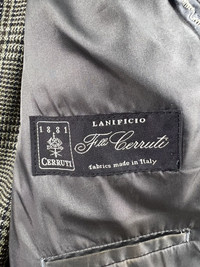 1881
CERRUTI
LANIFICIO
F.lli Cerruti
fabrics made in Italy